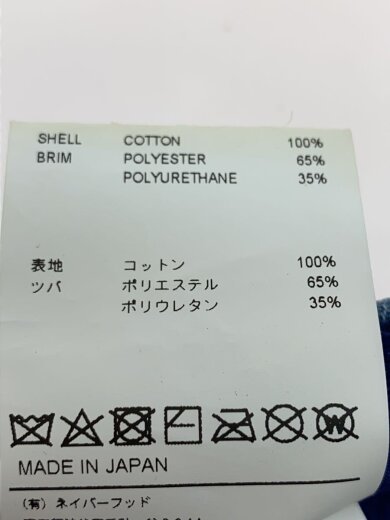 SHELL COTTON 100%
BRIM POLYESTER 65%
POLYURETHANE 35%
表地 コットン 100%
ツバ ポリエステル 65%
ポリウレタン 35%
W
MADE IN JAPAN
(有) ネイバーフッド